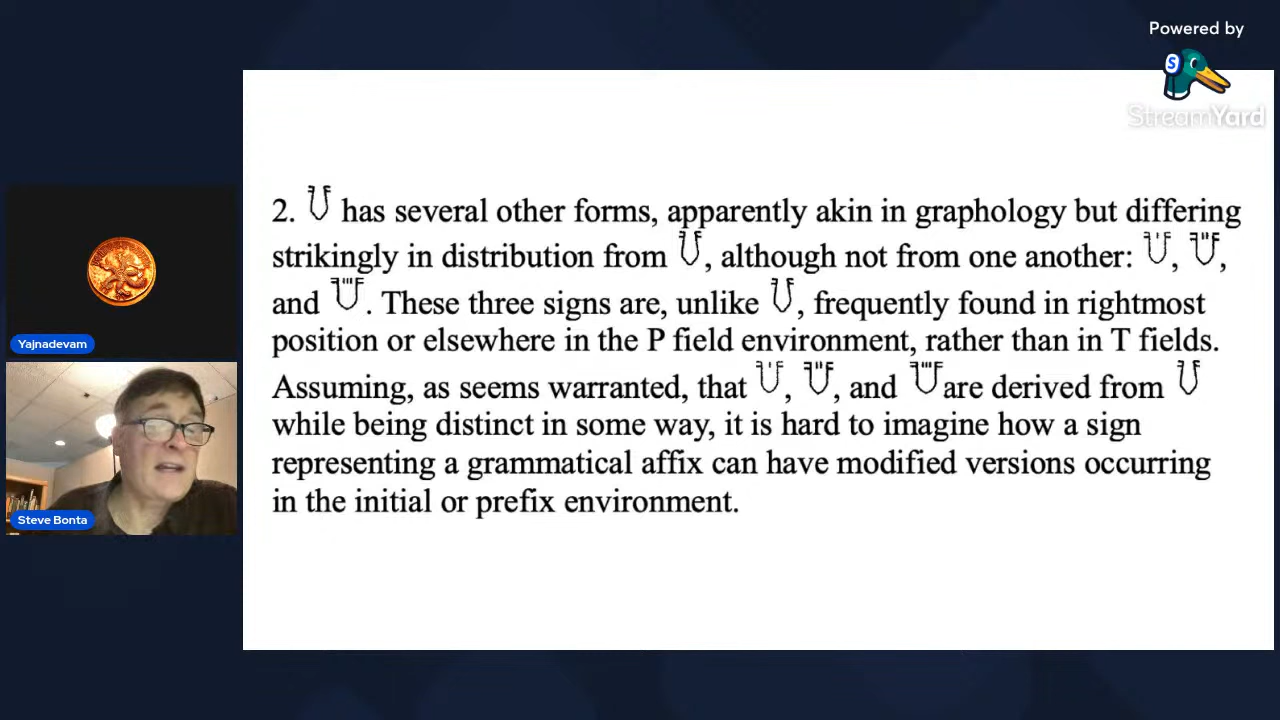 Powered by
StreamYard
2. has several other forms, apparently akin in graphology but differing
strikingly in distribution from , although not from one another: , ,
and . These three signs are, unlike , frequently found in rightmost
position or elsewhere in the P field environment, rather than in T fields.
Assuming, as seems warranted, that , , and are derived from
while being distinct in some way, it is hard to imagine how a sign
representing a grammatical affix can have modified versions occurring
in the initial or prefix environment.
Yajnadevam
Steve Bonta